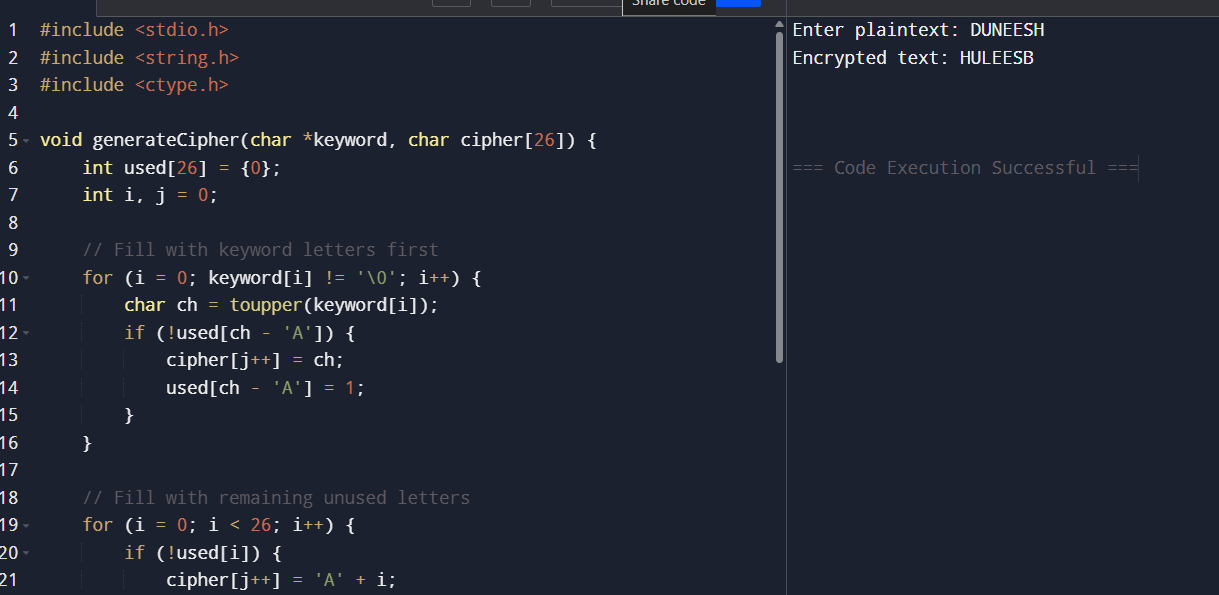 Share code
1 #include <stdio.h>
2 #include <string.h>
3 #include <ctype.h>
4
5 void generateCipher(char *keyword, char cipher[26]) {
6     int used[26] = {0};
7     int i, j = 0;
8
9     // Fill with keyword letters first
10     for (i = 0; keyword[i] != '\0'; i++) {
11         char ch = toupper(keyword[i]);
12         if (!used[ch - 'A']) {
13             cipher[j++] = ch;
14             used[ch - 'A'] = 1;
15         }
16     }
17
18     // Fill with remaining unused letters
19     for (i = 0; i < 26; i++) {
20         if (!used[i]) {
21             cipher[j++] = 'A' + i;
Enter plaintext: DUNEESH
Encrypted text: HULEESB
=== Code Execution Successful ===